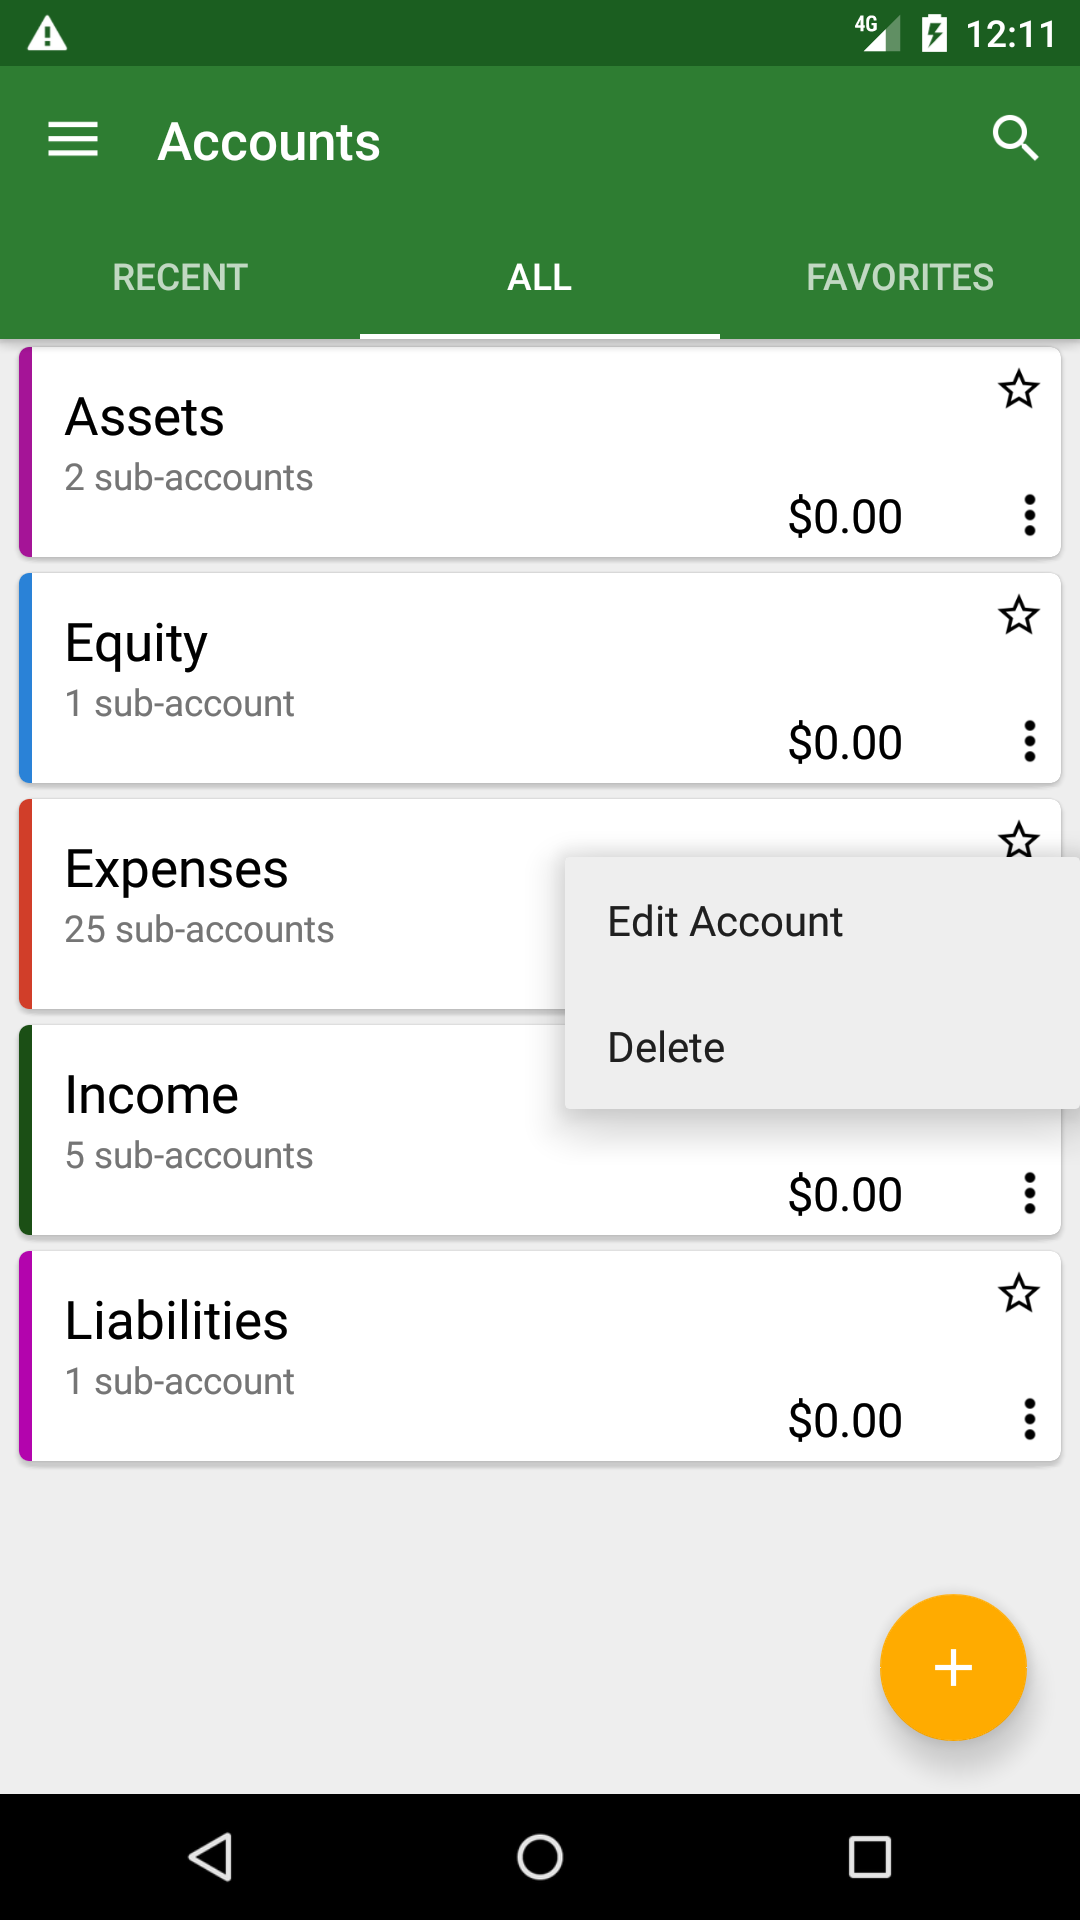 4G 12:11
Accounts
RECENT ALL FAVORITES
Assets
2 sub-accounts
$0.00
Equity
1 sub-account
$0.00
Expenses
25 sub-accounts
Edit Account
Delete
Income
5 sub-accounts
$0.00
Liabilities
1 sub-account
$0.00